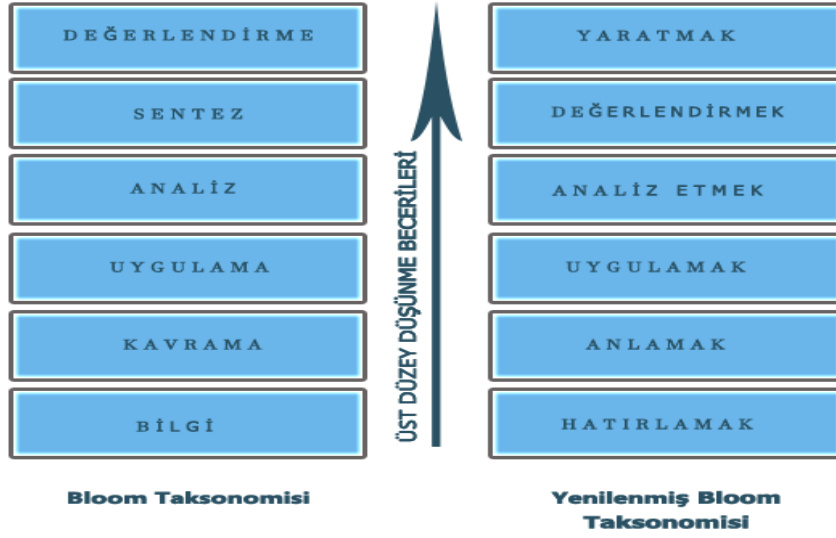 DEĞERLENDİRME
SENTEZ
ANALİZ
UYGULAMA
KAVRAMA
BİLGİ
Bloom Taksonomisi
ÜST DÜZEY DÜŞÜNME BECERİLERİ
YARATMAK
DEĞERLENDİRMEK
ANALİZ ETMEK
UYGULAMAK
ANLAMAK
HATIRLAMAK
Yenilenmiş Bloom
Taksonomisi